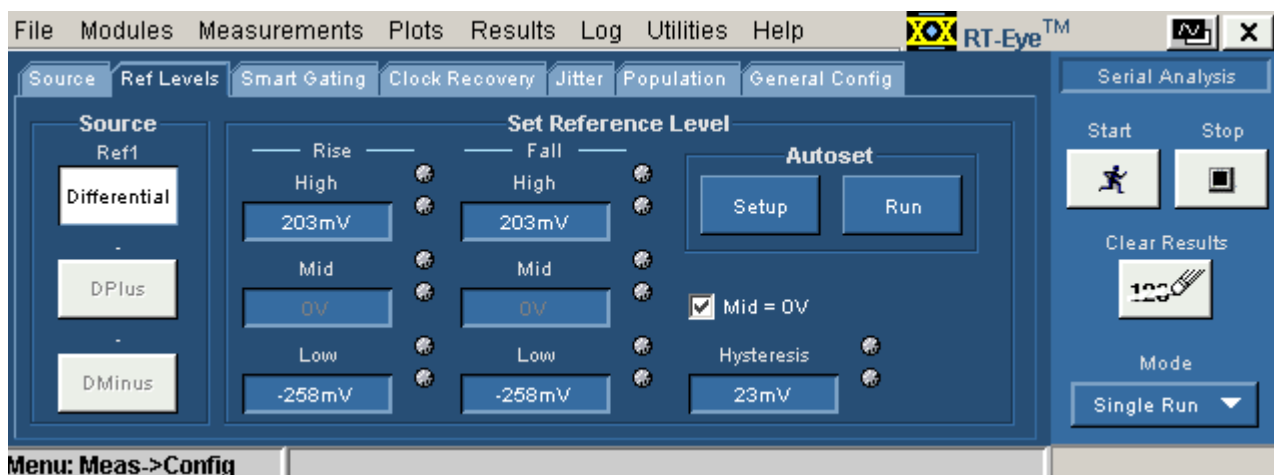 File Modules Measurements Plots Results Log Utilities Help RT-Eye™
Source Ref Levels Smart Gating Clock Recovery Jitter Population General Config
Serial Analysis
Source
Ref1
Differential
-
DPlus
-
DMinus
Set Reference Level
Rise
High
203mV
Mid
0V
Low
-258mV
Fall
High
203mV
Mid
0V
Low
-258mV
Autoset
Setup Run
Mid = 0V
Hysteresis
23mV
Start Stop
Clear Results
123
Mode
Single Run
Menu: Meas->Config